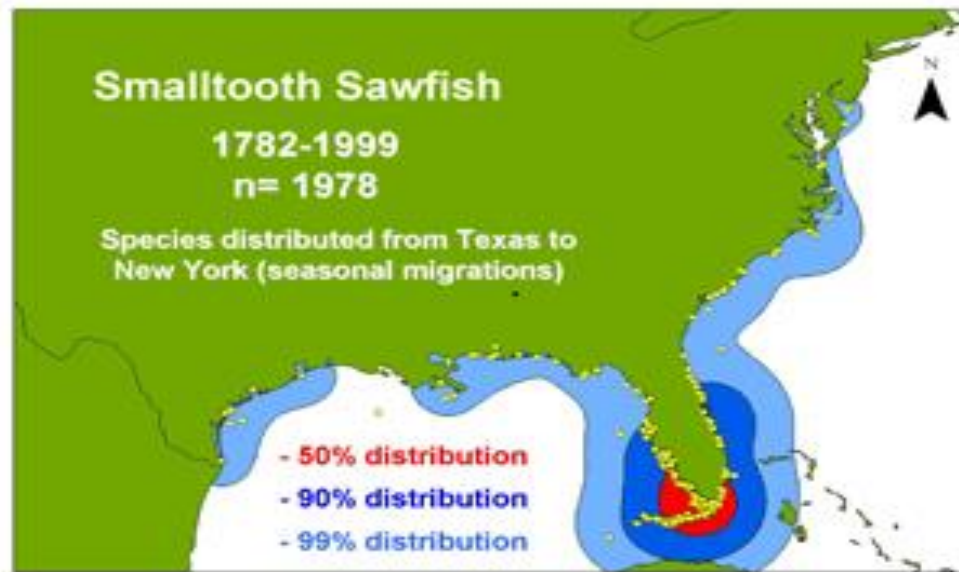 Smalltooth Sawfish
1782-1999
n= 1978
Species distributed from Texas to
New York (seasonal migrations)
N
- 50% distribution
- 90% distribution
- 99% distribution